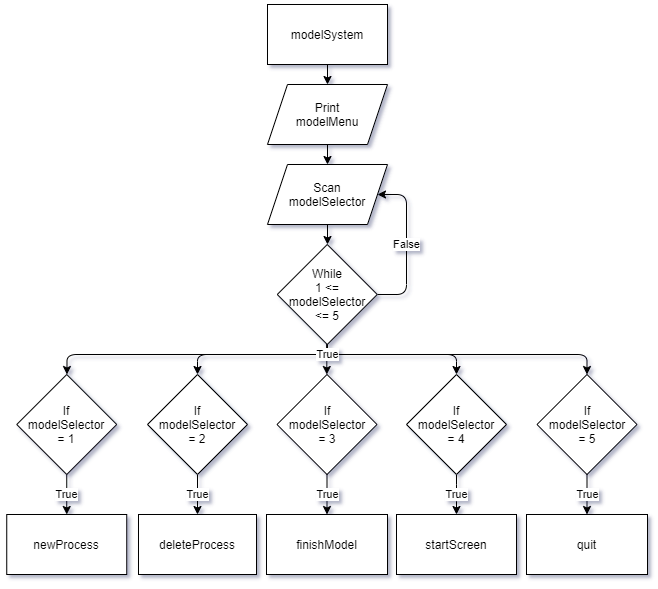 modelSystem
Print
modelMenu
Scan
modelSelector
False
While
1 <=
modelSelector
<= 5
True
If
modelSelector
= 1
If
modelSelector
= 2
If
modelSelector
= 3
If
modelSelector
= 4
If
modelSelector
= 5
True
True
True
True
True
newProcess
deleteProcess
finishModel
startScreen
quit